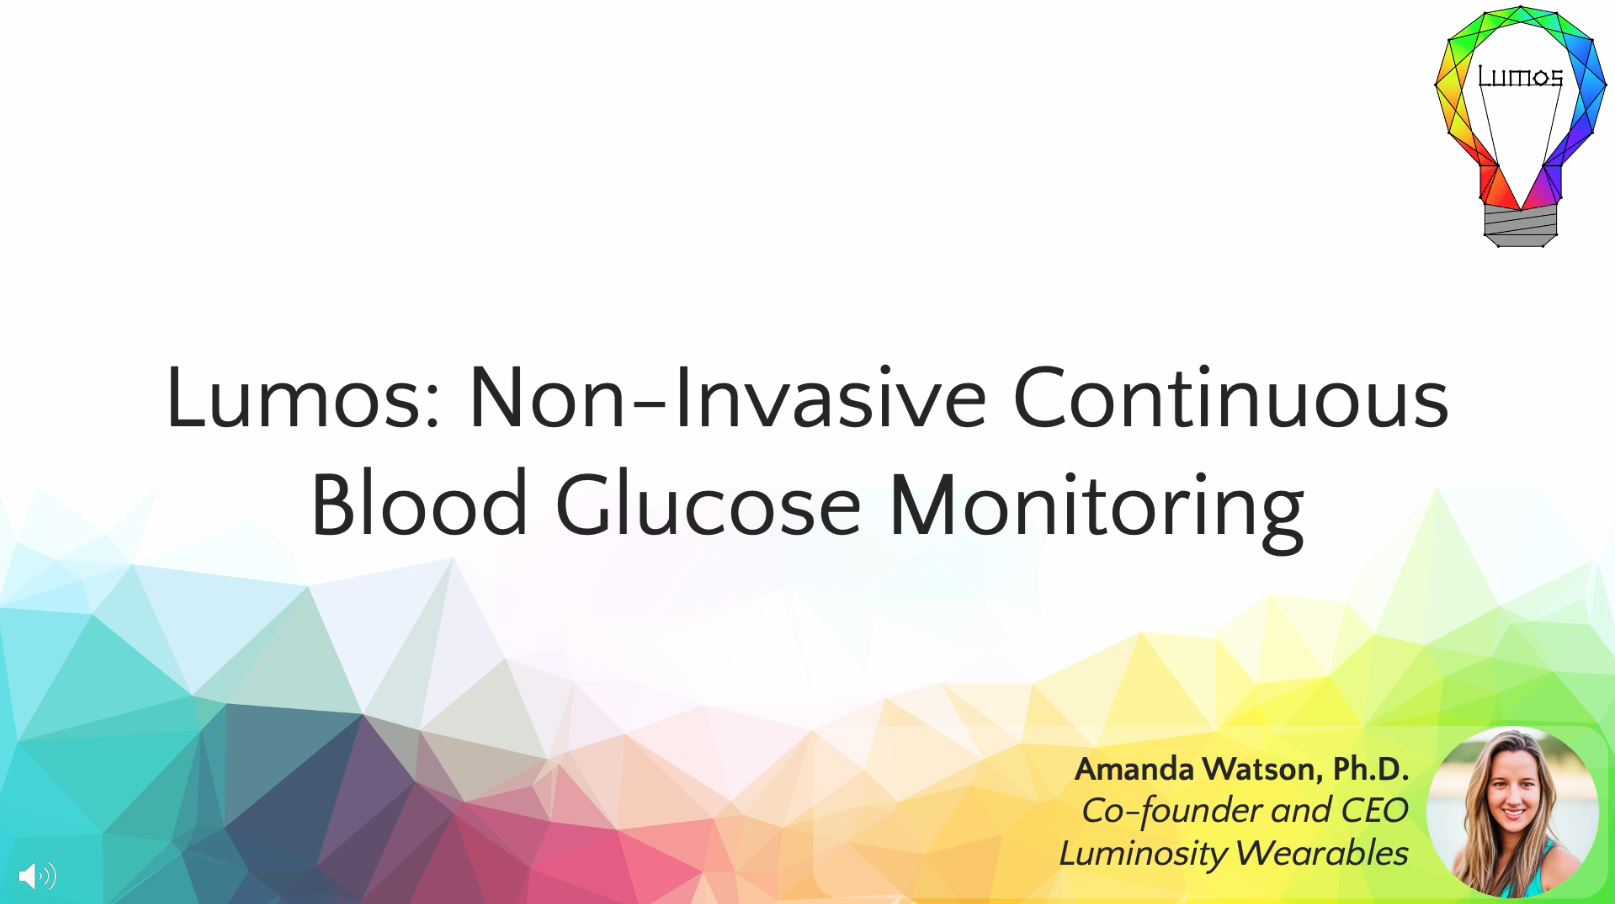 Lumos
Lumos: Non-Invasive Continuous
Blood Glucose Monitoring
Amanda Watson, Ph.D.
Co-founder and CEO
Luminosity Wearables